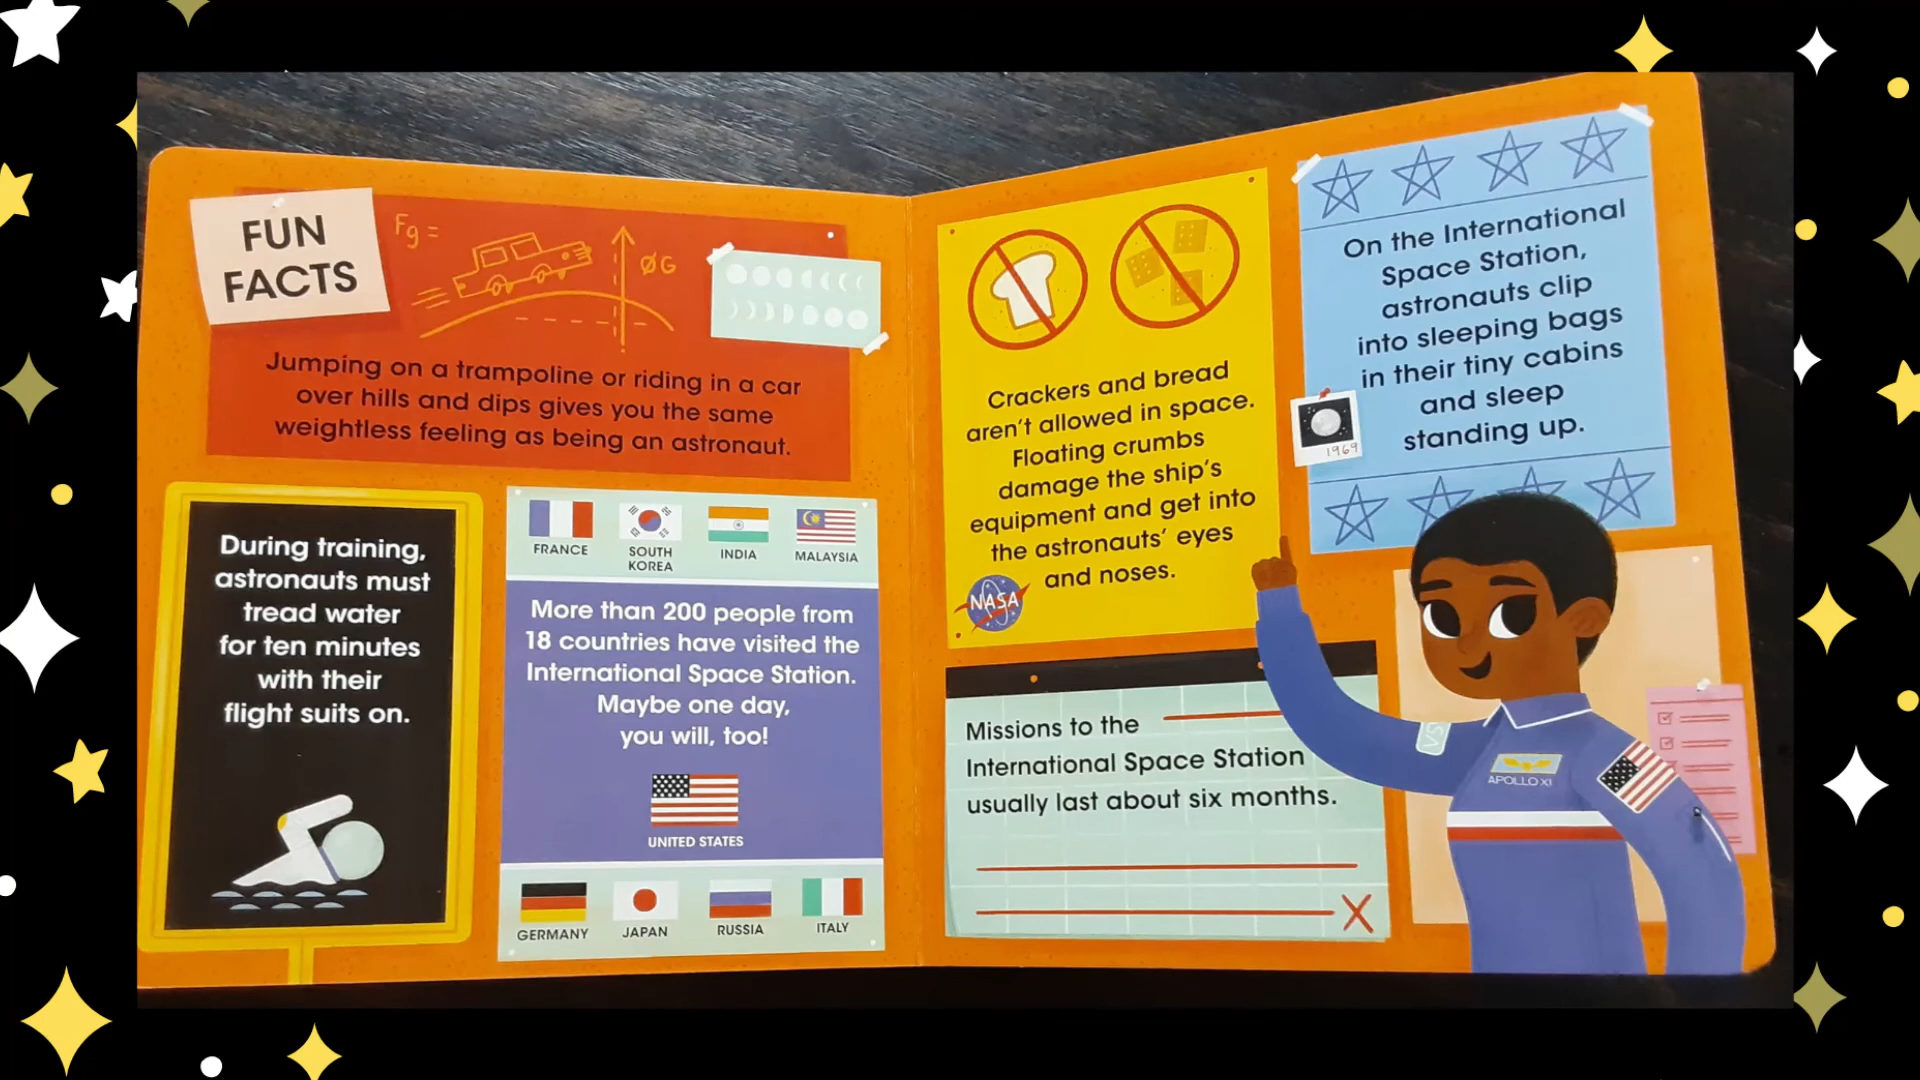 FUN
FACTS
Fg =
ØG
Jumping on a trampoline or riding in a car
over hills and dips gives you the same
weightless feeling as being an astronaut.
During training,
astronauts must
tread water
for ten minutes
with their
flight suits on.
FRANCE
SOUTH
KOREA
INDIA
MALAYSIA
More than 200 people from
18 countries have visited the
International Space Station.
Maybe one day,
you will, too!
UNITED STATES
GERMANY
JAPAN
RUSSIA
ITALY
Crackers and bread
aren't allowed in space.
Floating crumbs
damage the ship's
equipment and get into
the astronauts' eyes
and noses.
NASA
On the International
Space Station,
astronauts clip
into sleeping bags
in their tiny cabins
and sleep
standing up.
1969
Missions to the
International Space Station
usually last about six months.
X
APOLLO XI